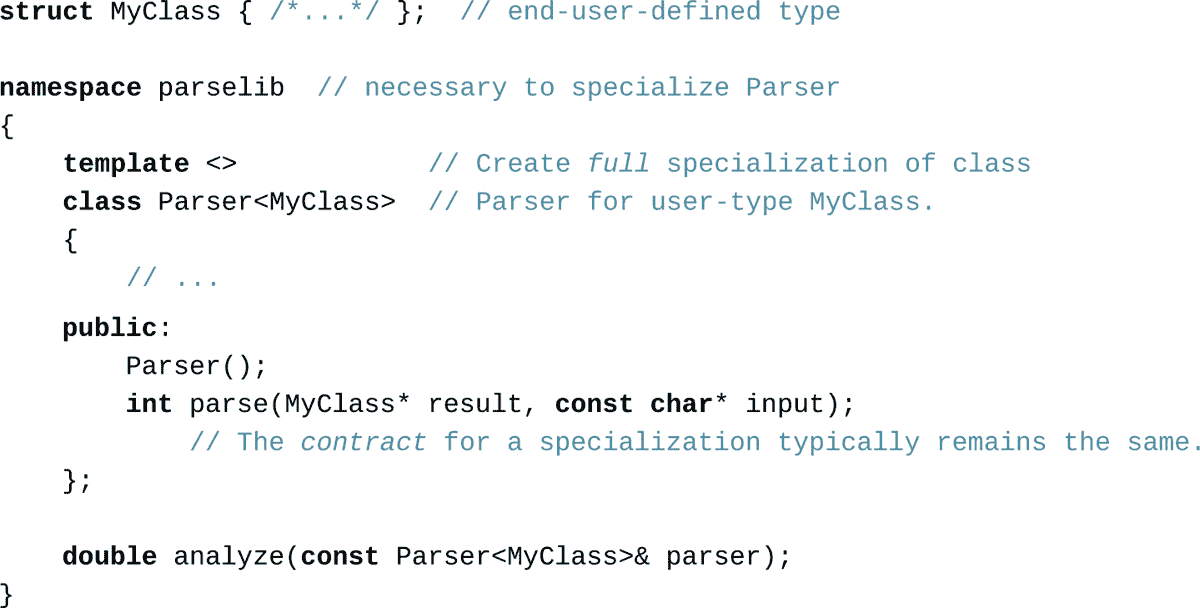 struct MyClass { /*...*/ };  // end-user-defined type
namespace parselib  // necessary to specialize Parser
{
    template <>            // Create full specialization of class
    class Parser<MyClass>  // Parser for user-type MyClass.
    {
        // ...
    public:
        Parser();
        int parse(MyClass* result, const char* input);
            // The contract for a specialization typically remains the same.
    };
    double analyze(const Parser<MyClass>& parser);
}